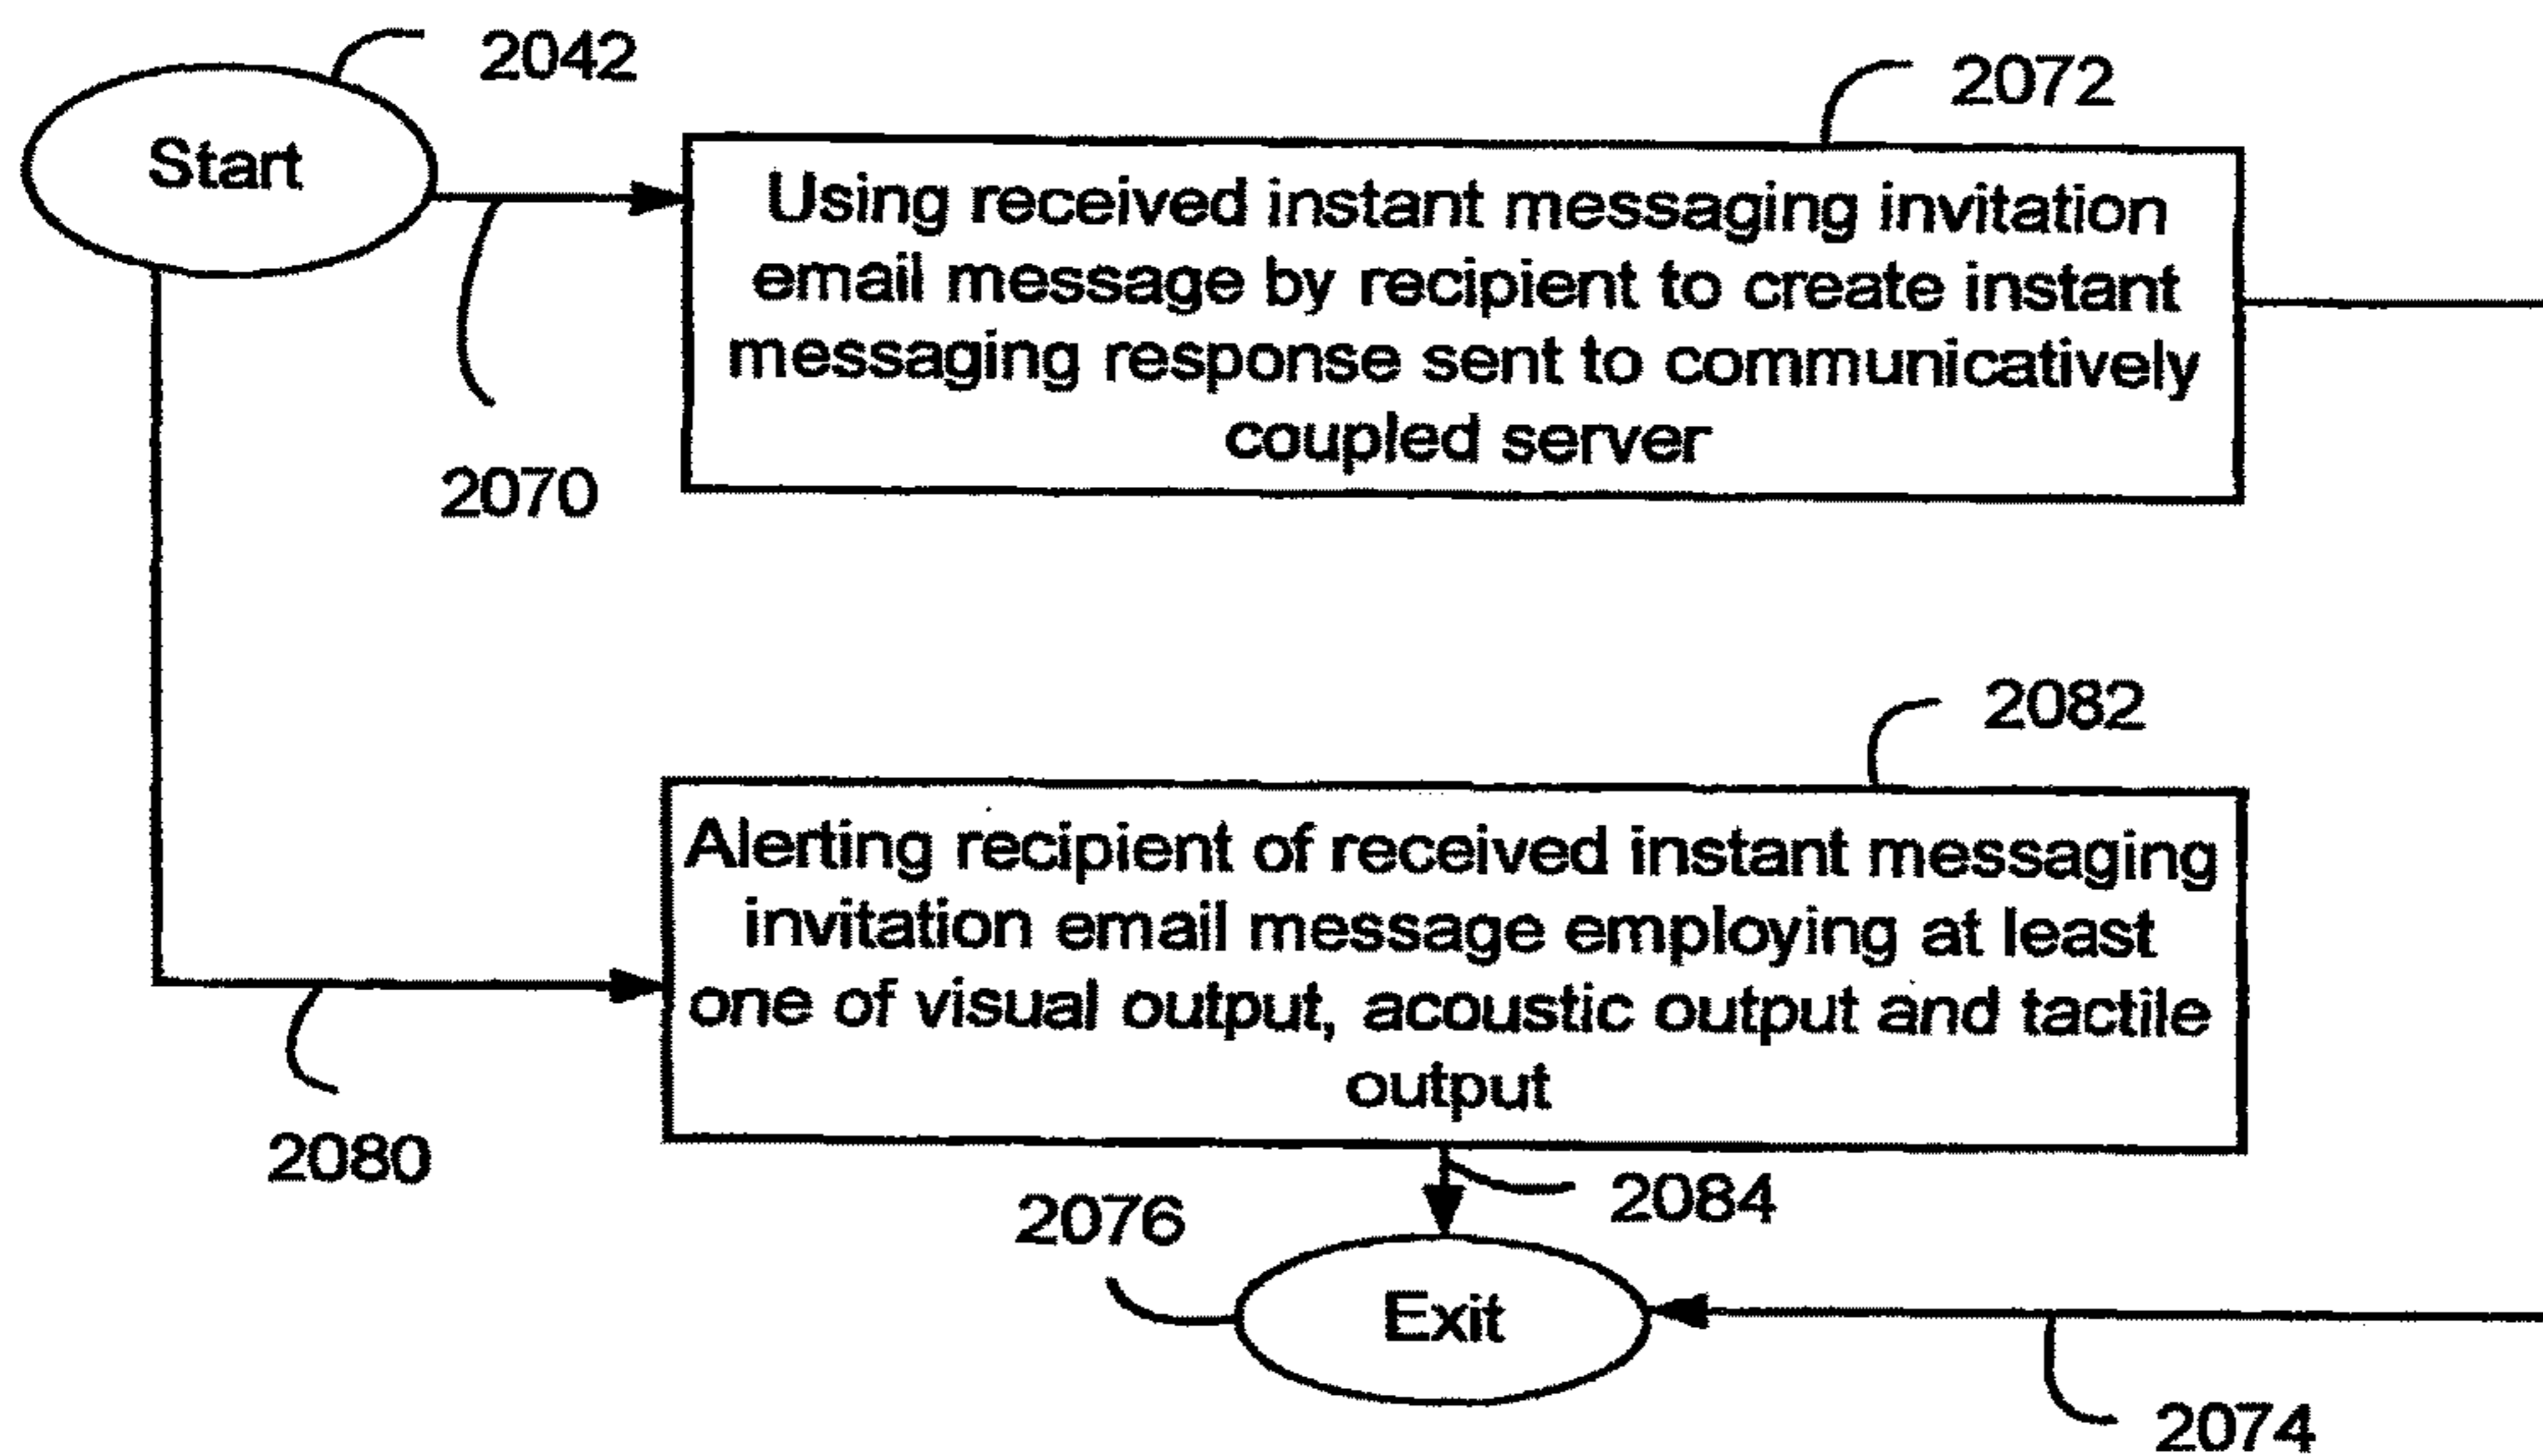 2042
Start
2072
Using received instant messaging invitation
email message by recipient to create instant
messaging response sent to communicatively
coupled server
2070
2082
Alerting recipient of received instant messaging
invitation email message employing at least
one of visual output, acoustic output and tactile
output
2080
2084
2076
Exit
2074